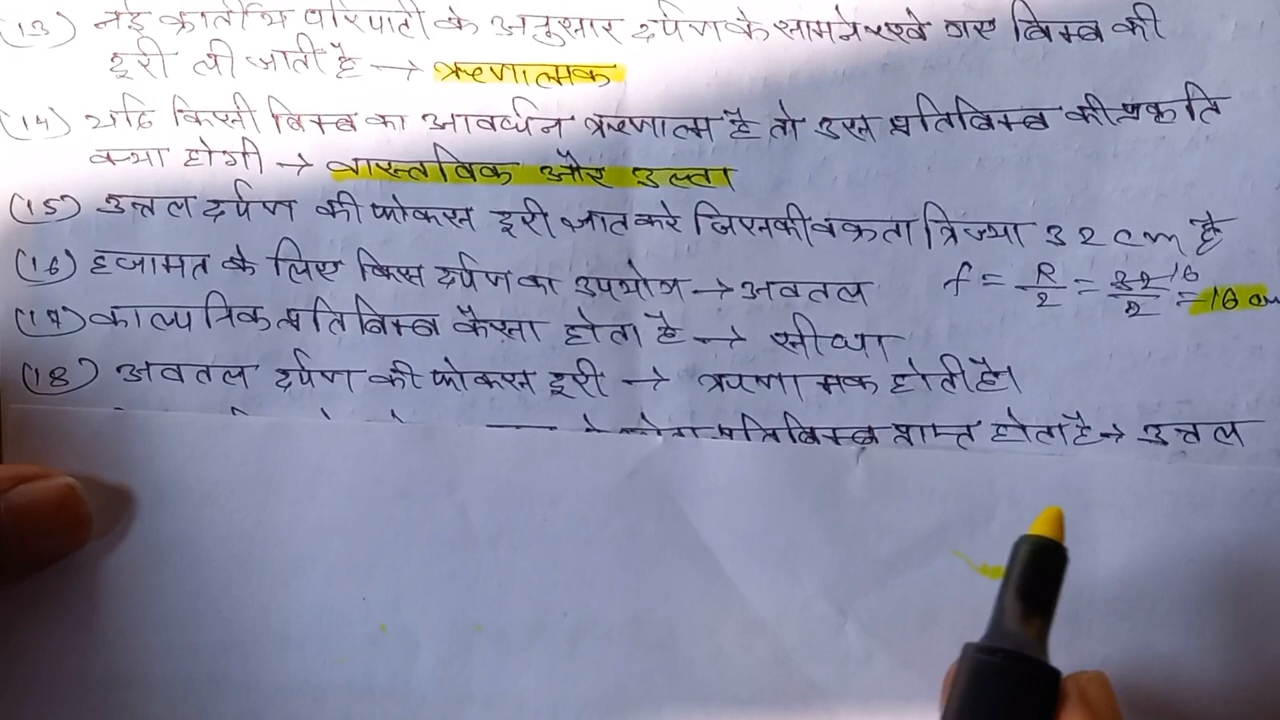 (13) नई कार्तीय परिपाटी के अनुसार दर्पण के सामने रखे गए बिम्ब की
दूरी ली जाती है → ऋणात्मक
(14) यदि किसी बिम्ब का आवर्धन ऋणात्म है तो उस प्रतिबिम्ब की प्रकृति
क्या होगी → वास्तविक और उल्टा
(15) उत्तल दर्पण की फोकस दूरी ज्ञात करे जिसकी वक्रता त्रिज्या 32 cm है
(16) हजामत के लिए किस दर्पण का उपयोग → अवतल
f = R/2 = 32/2 16 = 16 cm
(17) काल्पनिक प्रतिबिम्ब कैसा होता है → सीधा
(18) अवतल दर्पण की फोकस दूरी → ऋणात्मक होती है।
प्रतिबिम्ब प्राप्त होता है → उत्तल